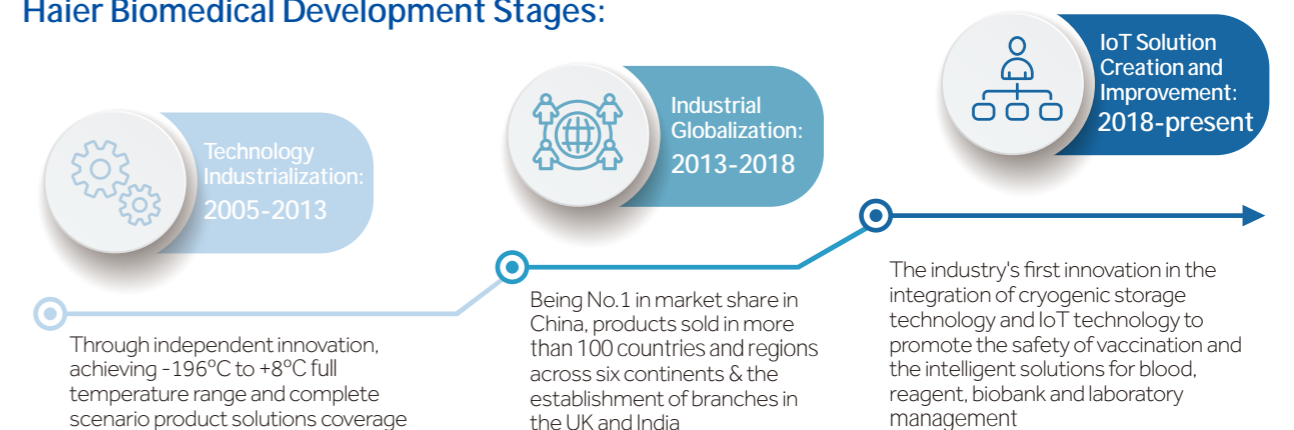 Haier Biomedical Development Stages:
Technology
Industrialization:
2005-2013
Through independent innovation,
achieving -196°C to +8°C full
temperature range and complete
scenario product solutions coverage
Industrial
Globalization:
2013-2018
Being No.1 in market share in
China, products sold in more
than 100 countries and regions
across six continents & the
establishment of branches in
the UK and India
IoT Solution
Creation and
Improvement:
2018-present
The industry's first innovation in the
integration of cryogenic storage
technology and IoT technology to
promote the safety of vaccination and
the intelligent solutions for blood,
reagent, biobank and laboratory
management